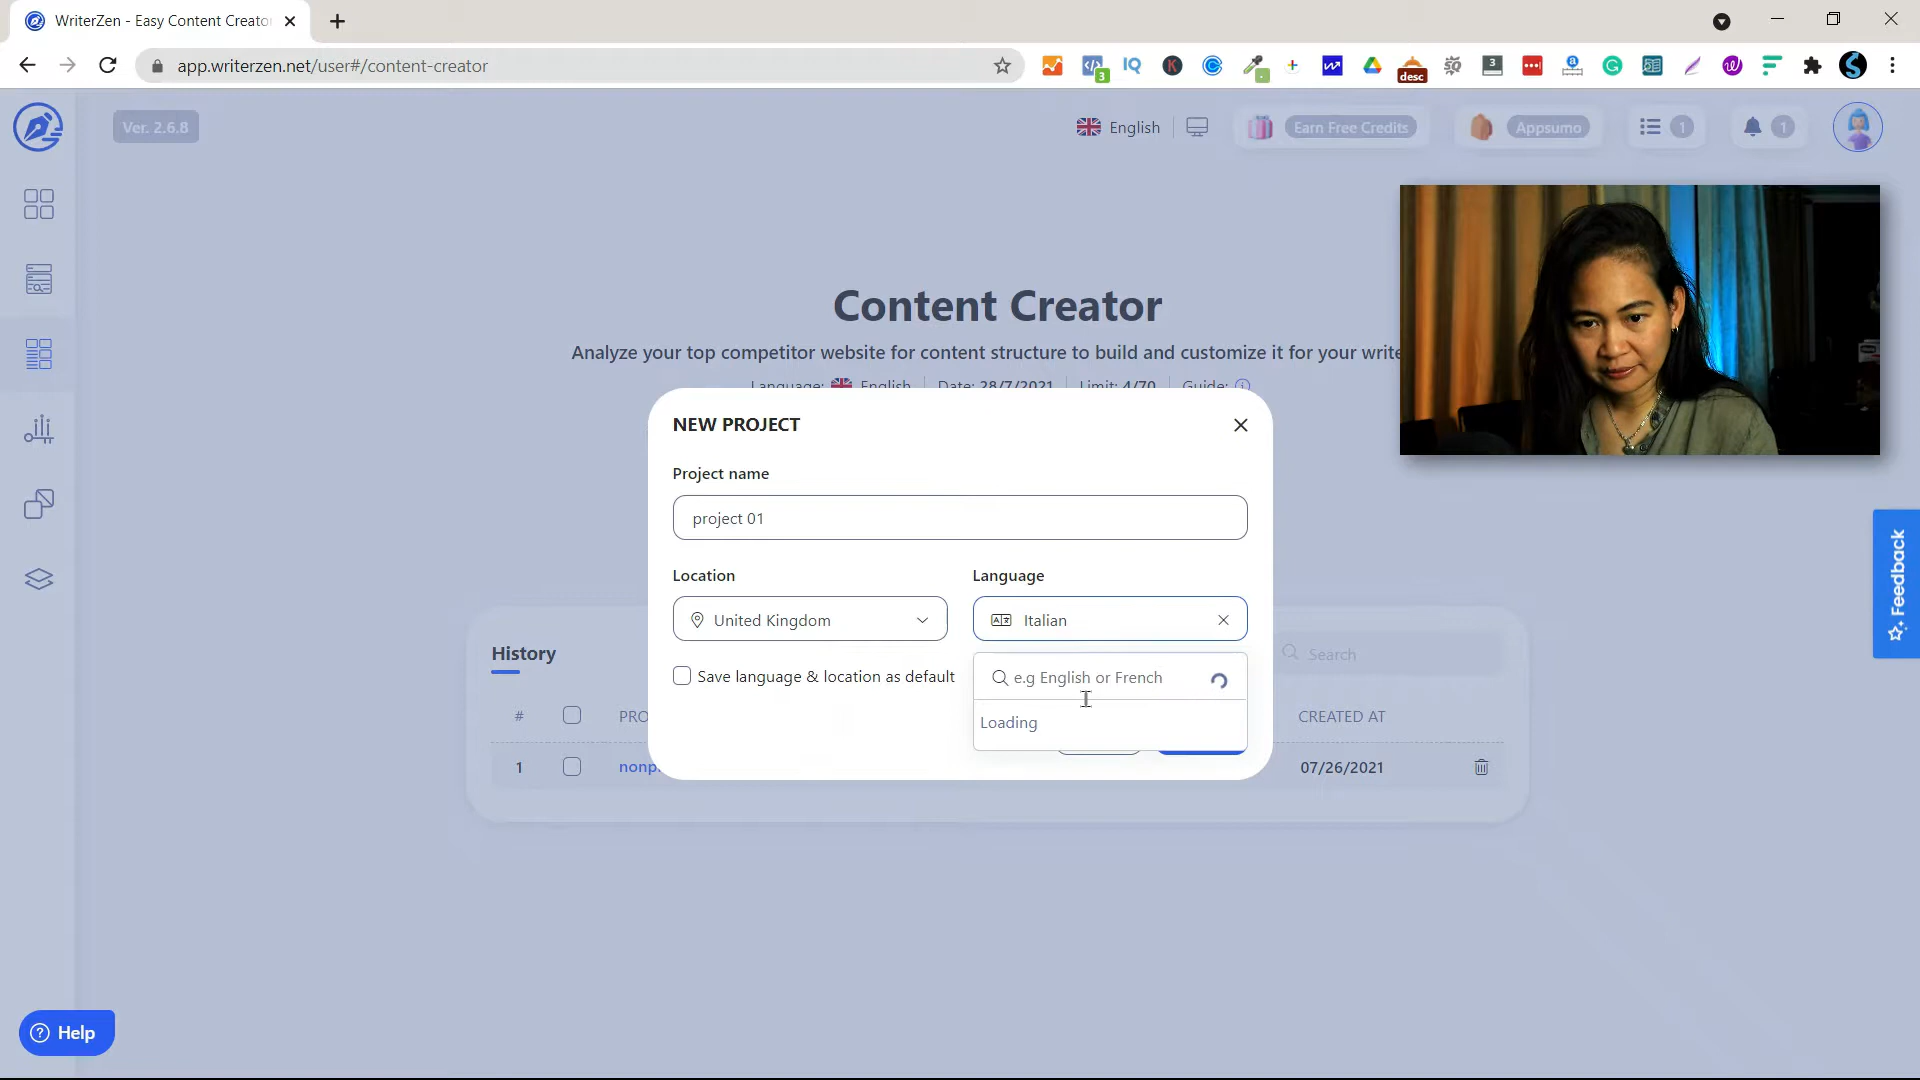 WriterZen - Easy Content Creato
app.writerzen.net/user#/content-creator
3
desc
3
Ver. 2.6.8
English
Earn Free Credits
Appsumo
1
1
Content Creator
Analyze your top competitor website for content structure to build and customize it for your write
Language: English Date: 28/7/2021 Limit: 4/70 Guide:
NEW PROJECT
Project name
project 01
Location
Language
United Kingdom
Italian
Save language & location as default
e.g English or French
Loading
History
Search
#
PRO
CREATED AT
1
nonp
07/26/2021
Feedback
Help